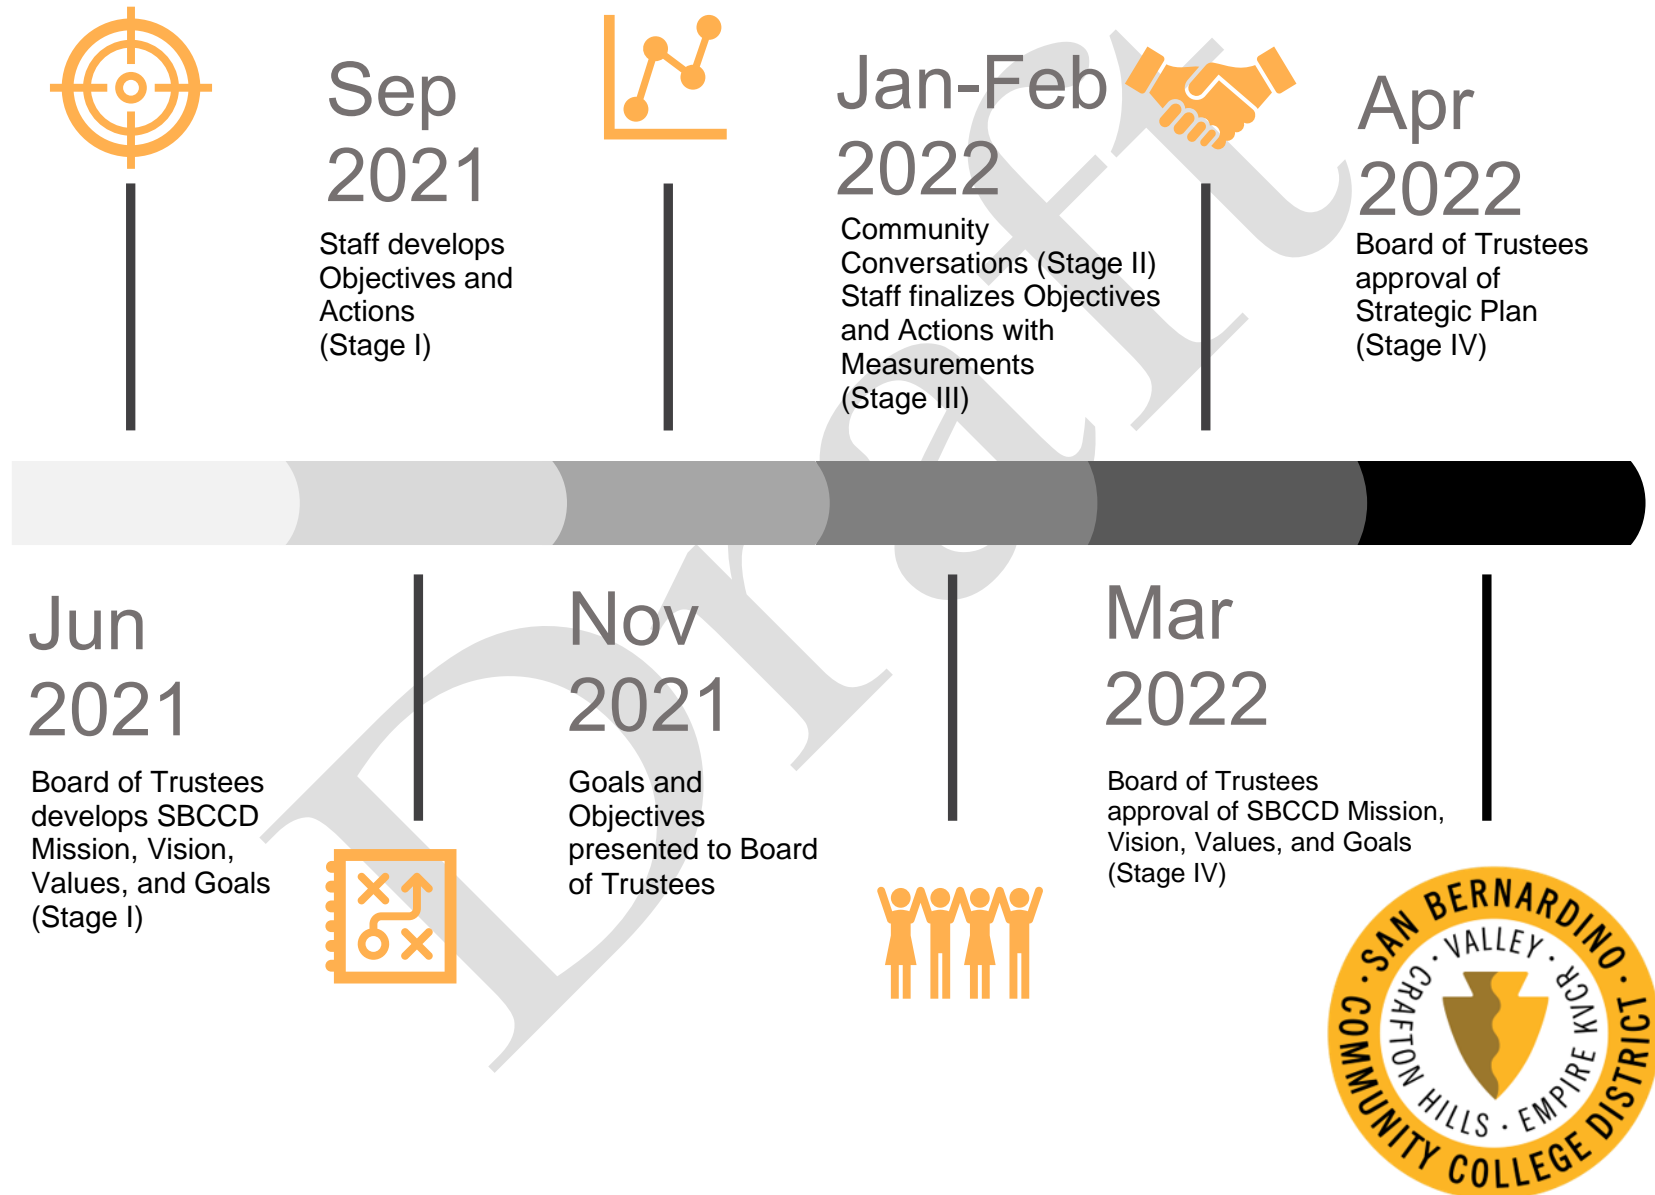 Sep
2021
Staff develops
Objectives and
Actions
(Stage I)
Jan-Feb
2022
Community
Conversations (Stage II)
Staff finalizes Objectives
and Actions with
Measurements
(Stage III)
Apr
2022
Board of Trustees
approval of
Strategic Plan
(Stage IV)
Jun
2021
Board of Trustees
develops SBCCD
Mission, Vision,
Values, and Goals
(Stage I)
Nov
2021
Goals and
Objectives
presented to Board
of Trustees
Mar
2022
Board of Trustees
approval of SBCCD Mission,
Vision, Values, and Goals
(Stage IV)
Draft
· SAN BERNARDINO ·
COMMUNITY COLLEGE DISTRICT
CRAFTON HILLS · VALLEY · EMPIRE KVCR